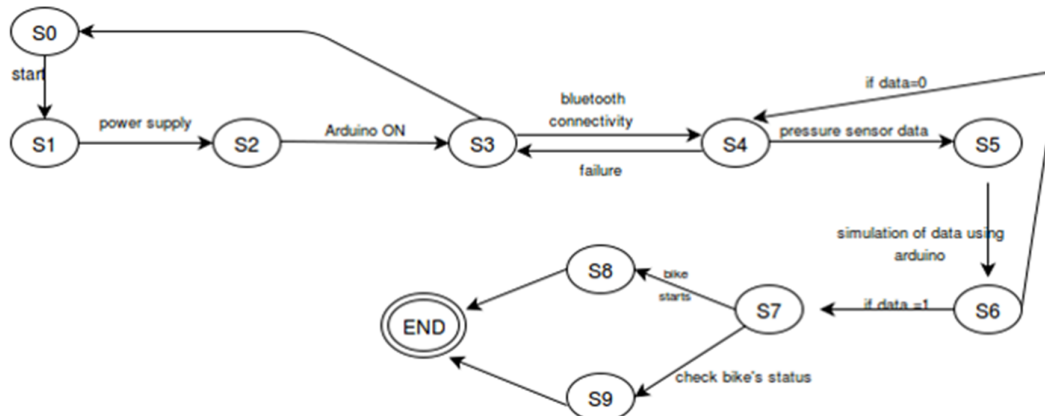 S0
start
S1
power supply
S2
Arduino ON
S3
bluetooth
connectivity
failure
S4
if data=0
pressure sensor data
S5
simulation of data using
arduino
S6
if data =1
S7
bike
starts
S8
check bike's status
S9
END